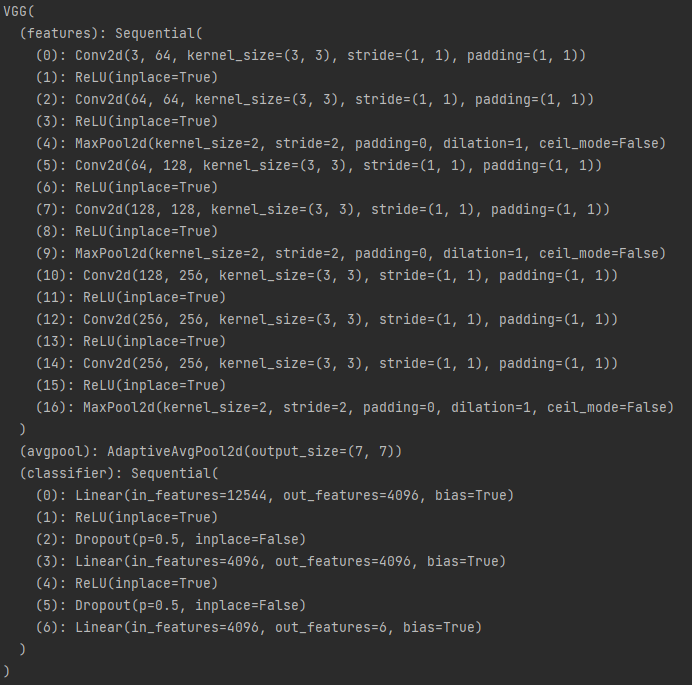 VGG(
  (features): Sequential(
    (0): Conv2d(3, 64, kernel_size=(3, 3), stride=(1, 1), padding=(1, 1))
    (1): ReLU(inplace=True)
    (2): Conv2d(64, 64, kernel_size=(3, 3), stride=(1, 1), padding=(1, 1))
    (3): ReLU(inplace=True)
    (4): MaxPool2d(kernel_size=2, stride=2, padding=0, dilation=1, ceil_mode=False)
    (5): Conv2d(64, 128, kernel_size=(3, 3), stride=(1, 1), padding=(1, 1))
    (6): ReLU(inplace=True)
    (7): Conv2d(128, 128, kernel_size=(3, 3), stride=(1, 1), padding=(1, 1))
    (8): ReLU(inplace=True)
    (9): MaxPool2d(kernel_size=2, stride=2, padding=0, dilation=1, ceil_mode=False)
    (10): Conv2d(128, 256, kernel_size=(3, 3), stride=(1, 1), padding=(1, 1))
    (11): ReLU(inplace=True)
    (12): Conv2d(256, 256, kernel_size=(3, 3), stride=(1, 1), padding=(1, 1))
    (13): ReLU(inplace=True)
    (14): Conv2d(256, 256, kernel_size=(3, 3), stride=(1, 1), padding=(1, 1))
    (15): ReLU(inplace=True)
    (16): MaxPool2d(kernel_size=2, stride=2, padding=0, dilation=1, ceil_mode=False)
  )
  (avgpool): AdaptiveAvgPool2d(output_size=(7, 7))
  (classifier): Sequential(
    (0): Linear(in_features=12544, out_features=4096, bias=True)
    (1): ReLU(inplace=True)
    (2): Dropout(p=0.5, inplace=False)
    (3): Linear(in_features=4096, out_features=4096, bias=True)
    (4): ReLU(inplace=True)
    (5): Dropout(p=0.5, inplace=False)
    (6): Linear(in_features=4096, out_features=6, bias=True)
  )
)